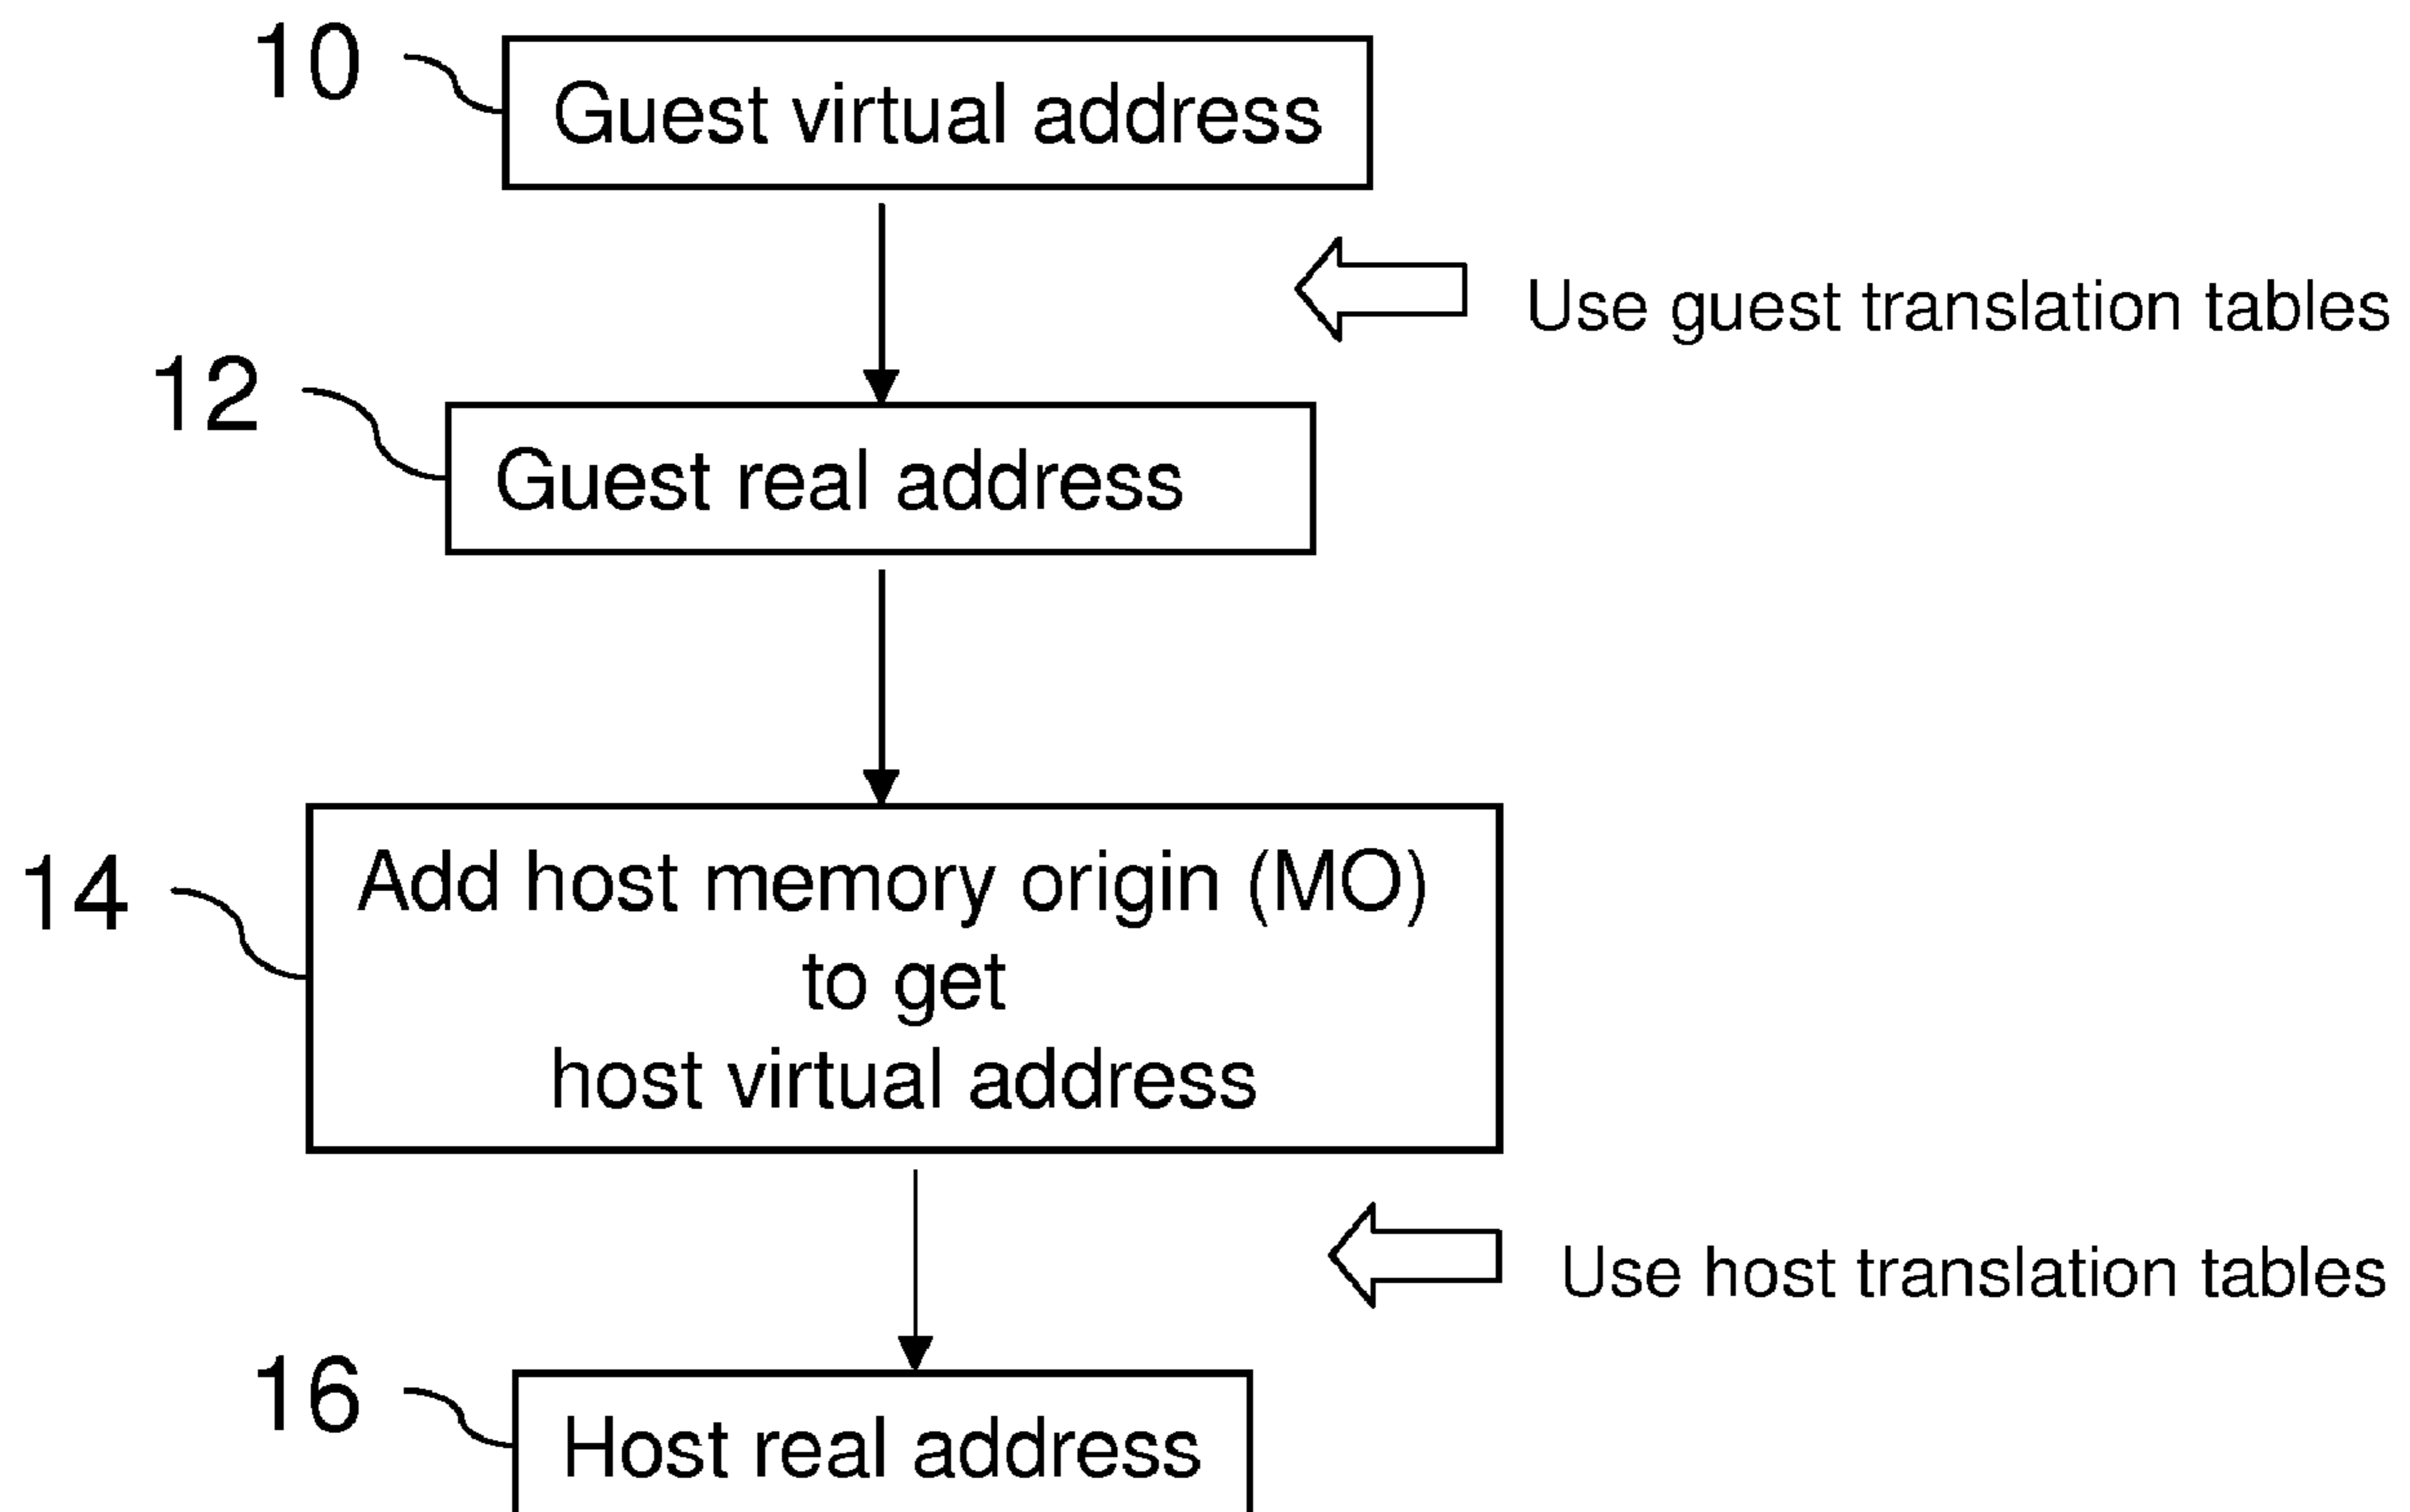 10
Guest virtual address
Use guest translation tables
12
Guest real address
14
Add host memory origin (MO)
to get
host virtual address
Use host translation tables
16
Host real address